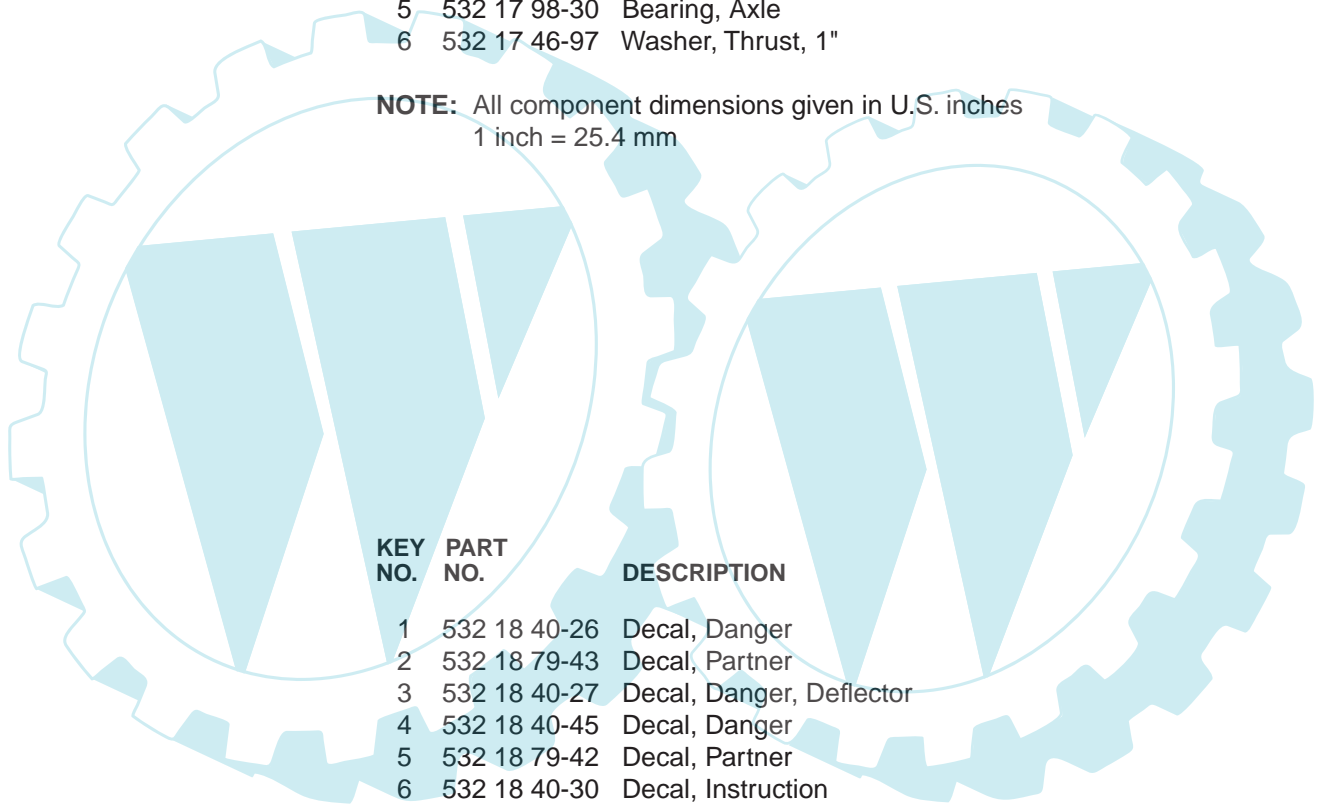 5 532 17 98-30 Bearing, Axle
6 532 17 46-97 Washer, Thrust, 1"
NOTE: All component dimensions given in U.S. inches
1 inch = 25.4 mm
KEY PART
NO. NO. DESCRIPTION
1 532 18 40-26 Decal, Danger
2 532 18 79-43 Decal, Partner
3 532 18 40-27 Decal, Danger, Deflector
4 532 18 40-45 Decal, Danger
5 532 18 79-42 Decal, Partner
6 532 18 40-30 Decal, Instruction